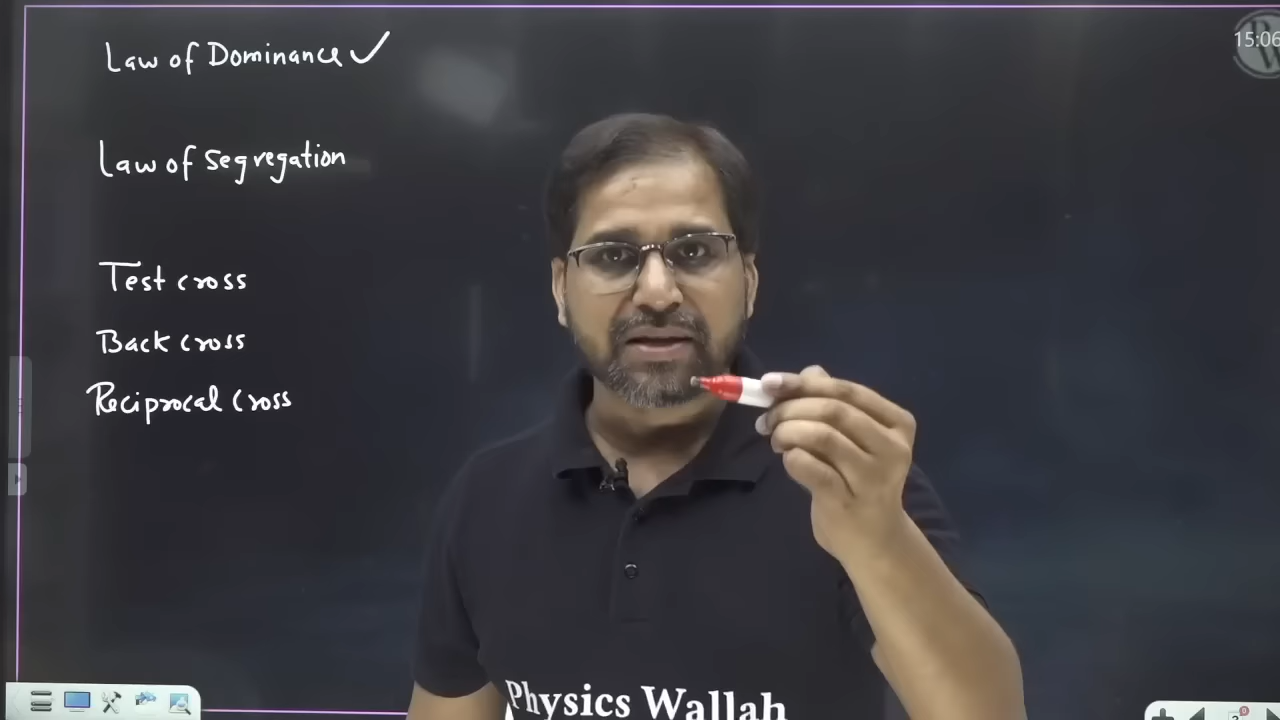 Law of Dominance ✓
Law of Segregation
Test cross
Back cross
Reciprocal Cross
15:06
Physics Wallah